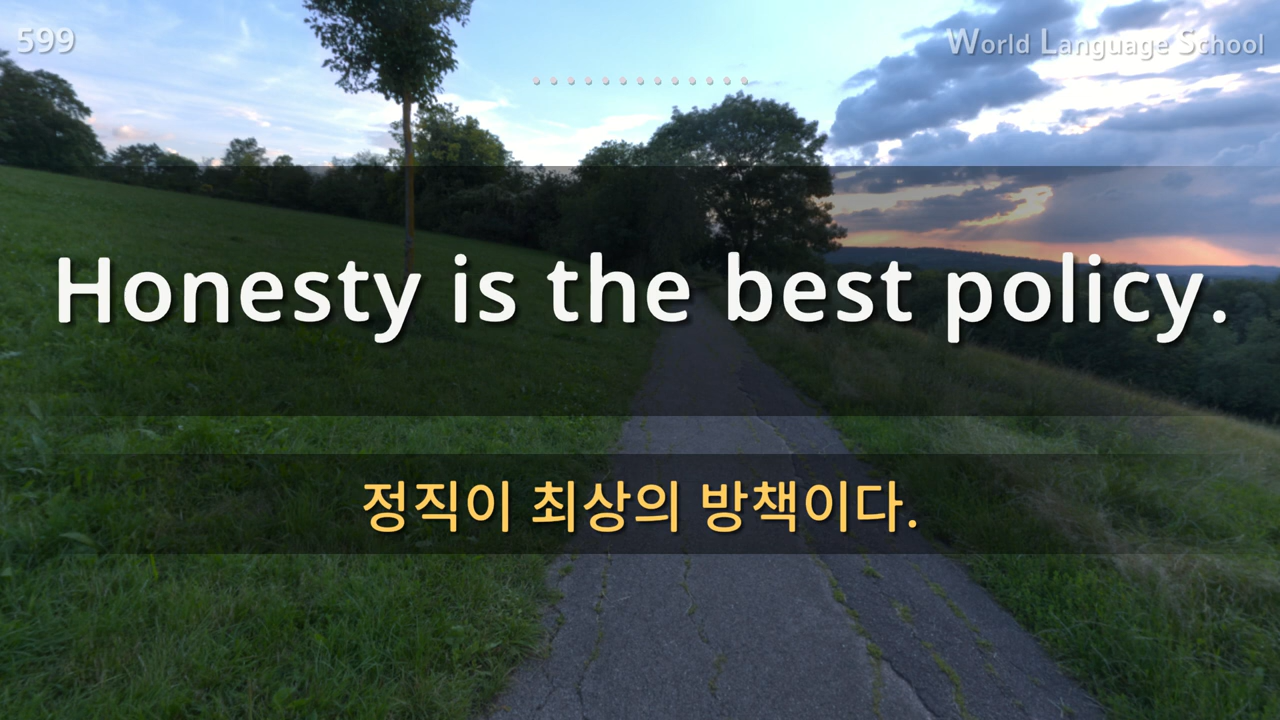 599
World Language School
Honesty is the best policy.
정직이 최상의 방책이다.